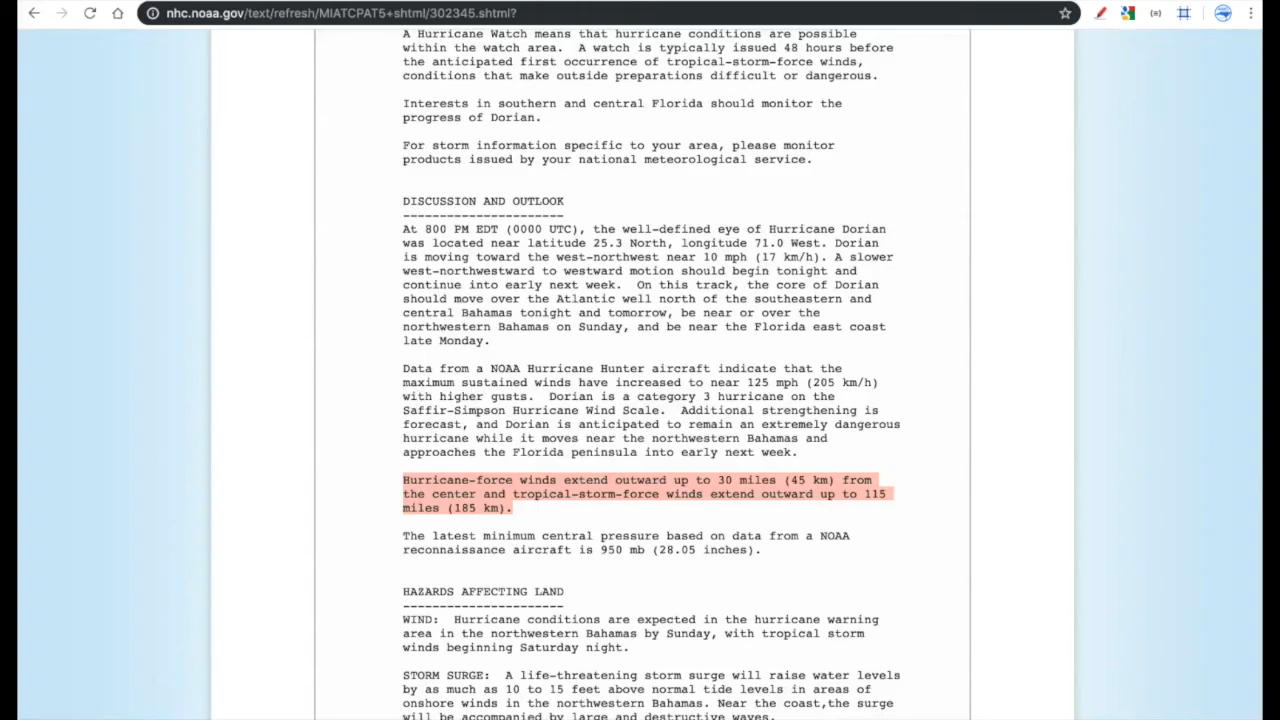 nhc.noaa.gov/text/refresh/MIATCPAT5+shtml/302345.shtml?
A Hurricane Watch means that hurricane conditions are possible
within the watch area.  A watch is typically issued 48 hours before
the anticipated first occurrence of tropical-storm-force winds,
conditions that make outside preparations difficult or dangerous.
Interests in southern and central Florida should monitor the
progress of Dorian.
For storm information specific to your area, please monitor
products issued by your national meteorological service.
DISCUSSION AND OUTLOOK
----------------------
At 800 PM EDT (0000 UTC), the well-defined eye of Hurricane Dorian
was located near latitude 25.3 North, longitude 71.0 West. Dorian
is moving toward the west-northwest near 10 mph (17 km/h). A slower
west-northwestward to westward motion should begin tonight and
continue into early next week.  On this track, the core of Dorian
should move over the Atlantic well north of the southeastern and
central Bahamas tonight and tomorrow, be near or over the
northwestern Bahamas on Sunday, and be near the Florida east coast
late Monday.
Data from a NOAA Hurricane Hunter aircraft indicate that the
maximum sustained winds have increased to near 125 mph (205 km/h)
with higher gusts.  Dorian is a category 3 hurricane on the
Saffir-Simpson Hurricane Wind Scale.  Additional strengthening is
forecast, and Dorian is anticipated to remain an extremely dangerous
hurricane while it moves near the northwestern Bahamas and
approaches the Florida peninsula into early next week.
Hurricane-force winds extend outward up to 30 miles (45 km) from
the center and tropical-storm-force winds extend outward up to 115
miles (185 km).
The latest minimum central pressure based on data from a NOAA
reconnaissance aircraft is 950 mb (28.05 inches).
HAZARDS AFFECTING LAND
----------------------
WIND:  Hurricane conditions are expected in the hurricane warning
area in the northwestern Bahamas by Sunday, with tropical storm
winds beginning Saturday night.
STORM SURGE:  A life-threatening storm surge will raise water levels
by as much as 10 to 15 feet above normal tide levels in areas of
onshore winds in the northwestern Bahamas. Near the coast,the surge
will be accompanied by large and destructive waves.